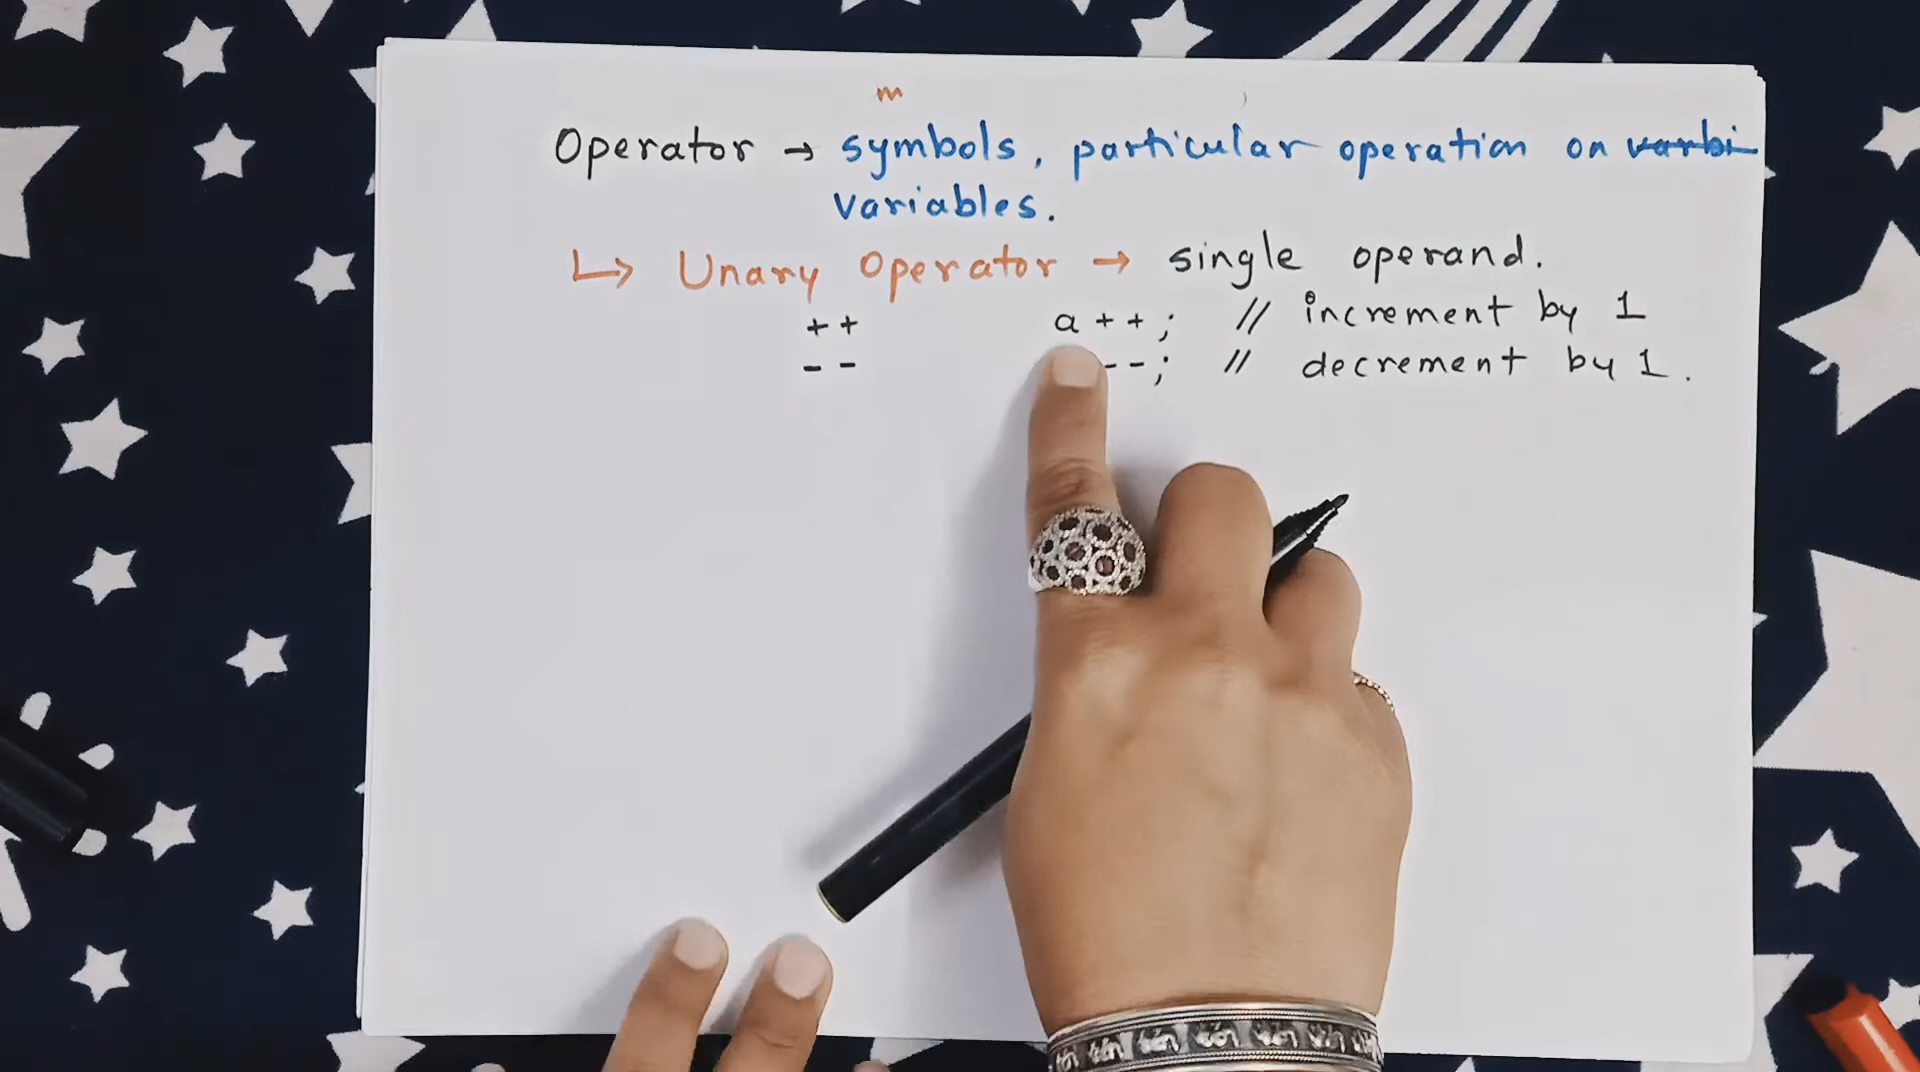 m
Operator → symbols, particular operation on varbi
variables.
↳ Unary Operator → single operand.
++ a++; // increment by 1
-- --; // decrement by 1.